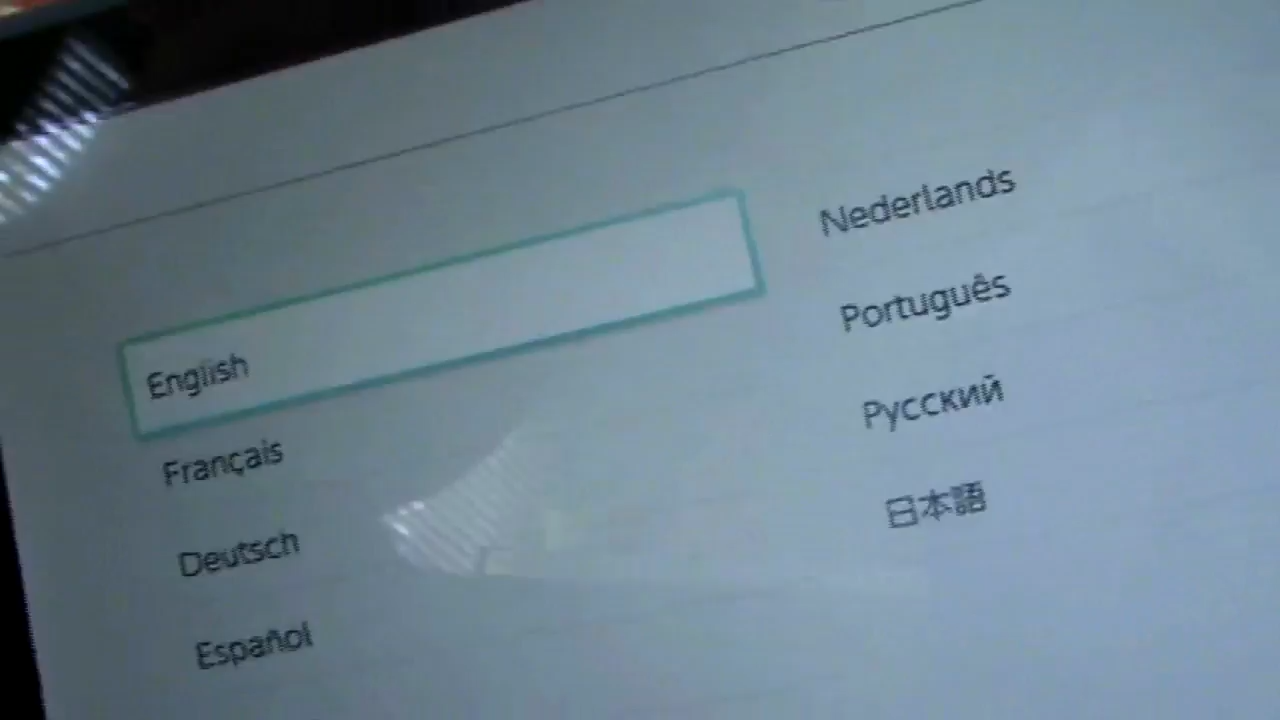 English
Français
Deutsch
Español
Nederlands
Português
Русский
日本語